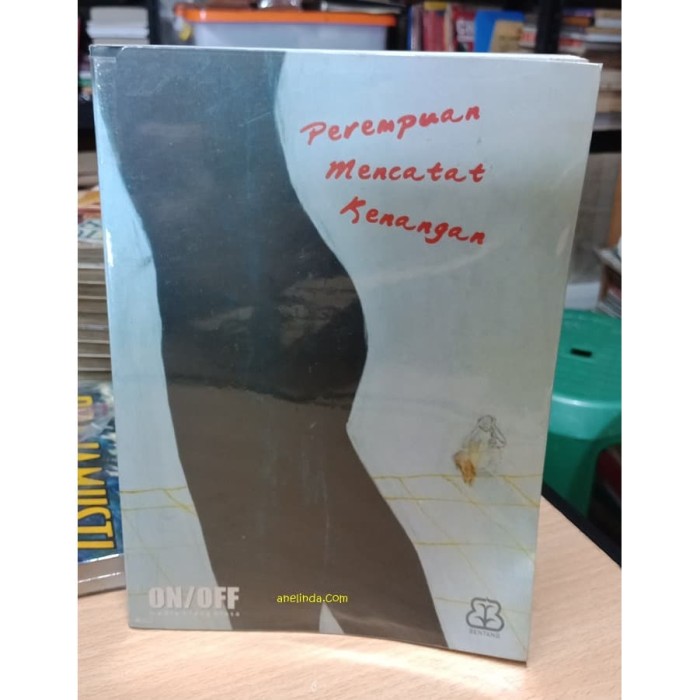 Perempuan
Mencatat
Kenangan
ON/OFF
anelinda.com
BENTANG